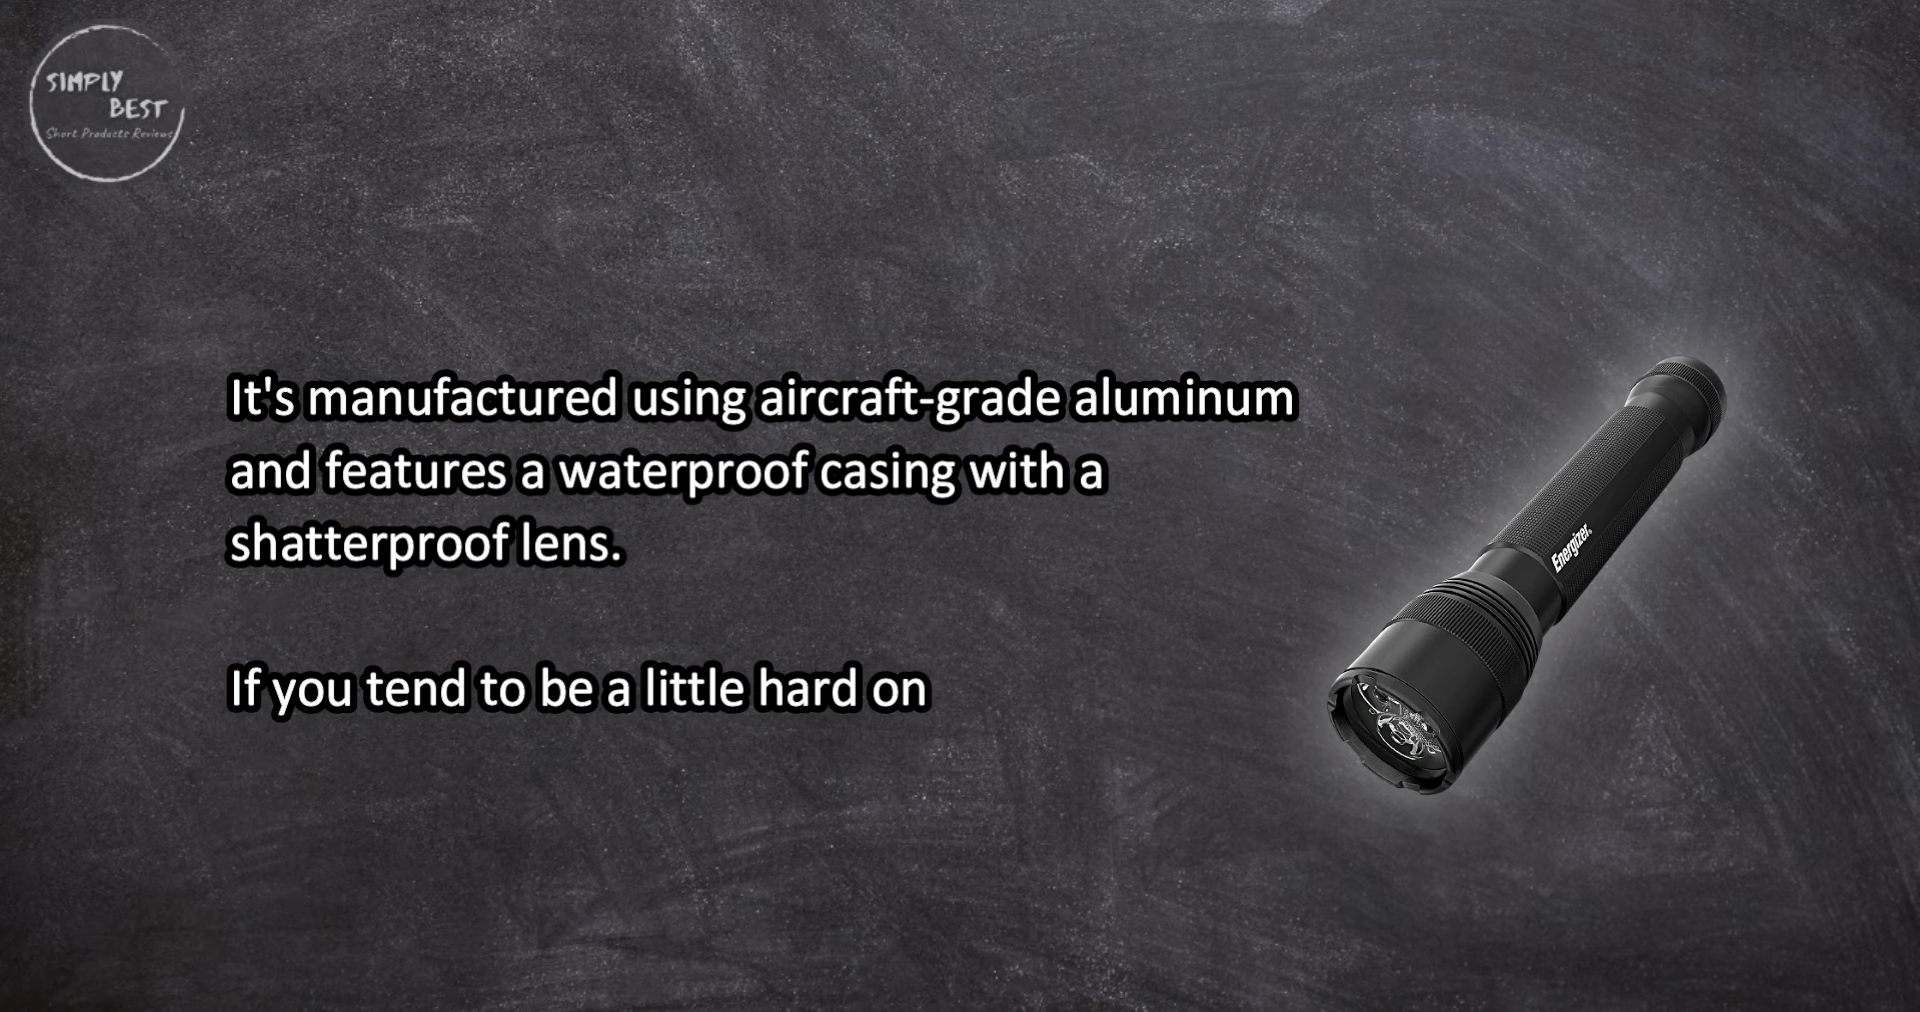 SIMPLY
BEST
Short Products Reviews
It's manufactured using aircraft-grade aluminum
and features a waterproof casing with a
shatterproof lens.
If you tend to be a little hard on
Energizer